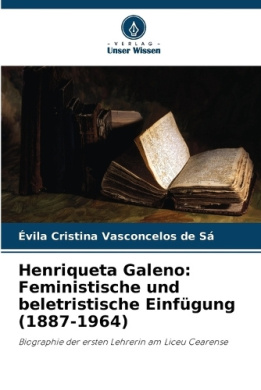 - VERLAG -
Unser Wissen
Évila Cristina Vasconcelos de Sá
Henriqueta Galeno:
Feministische und
beletristische Einfügung
(1887-1964)
Biographie der ersten Lehrerin am Liceu Cearense